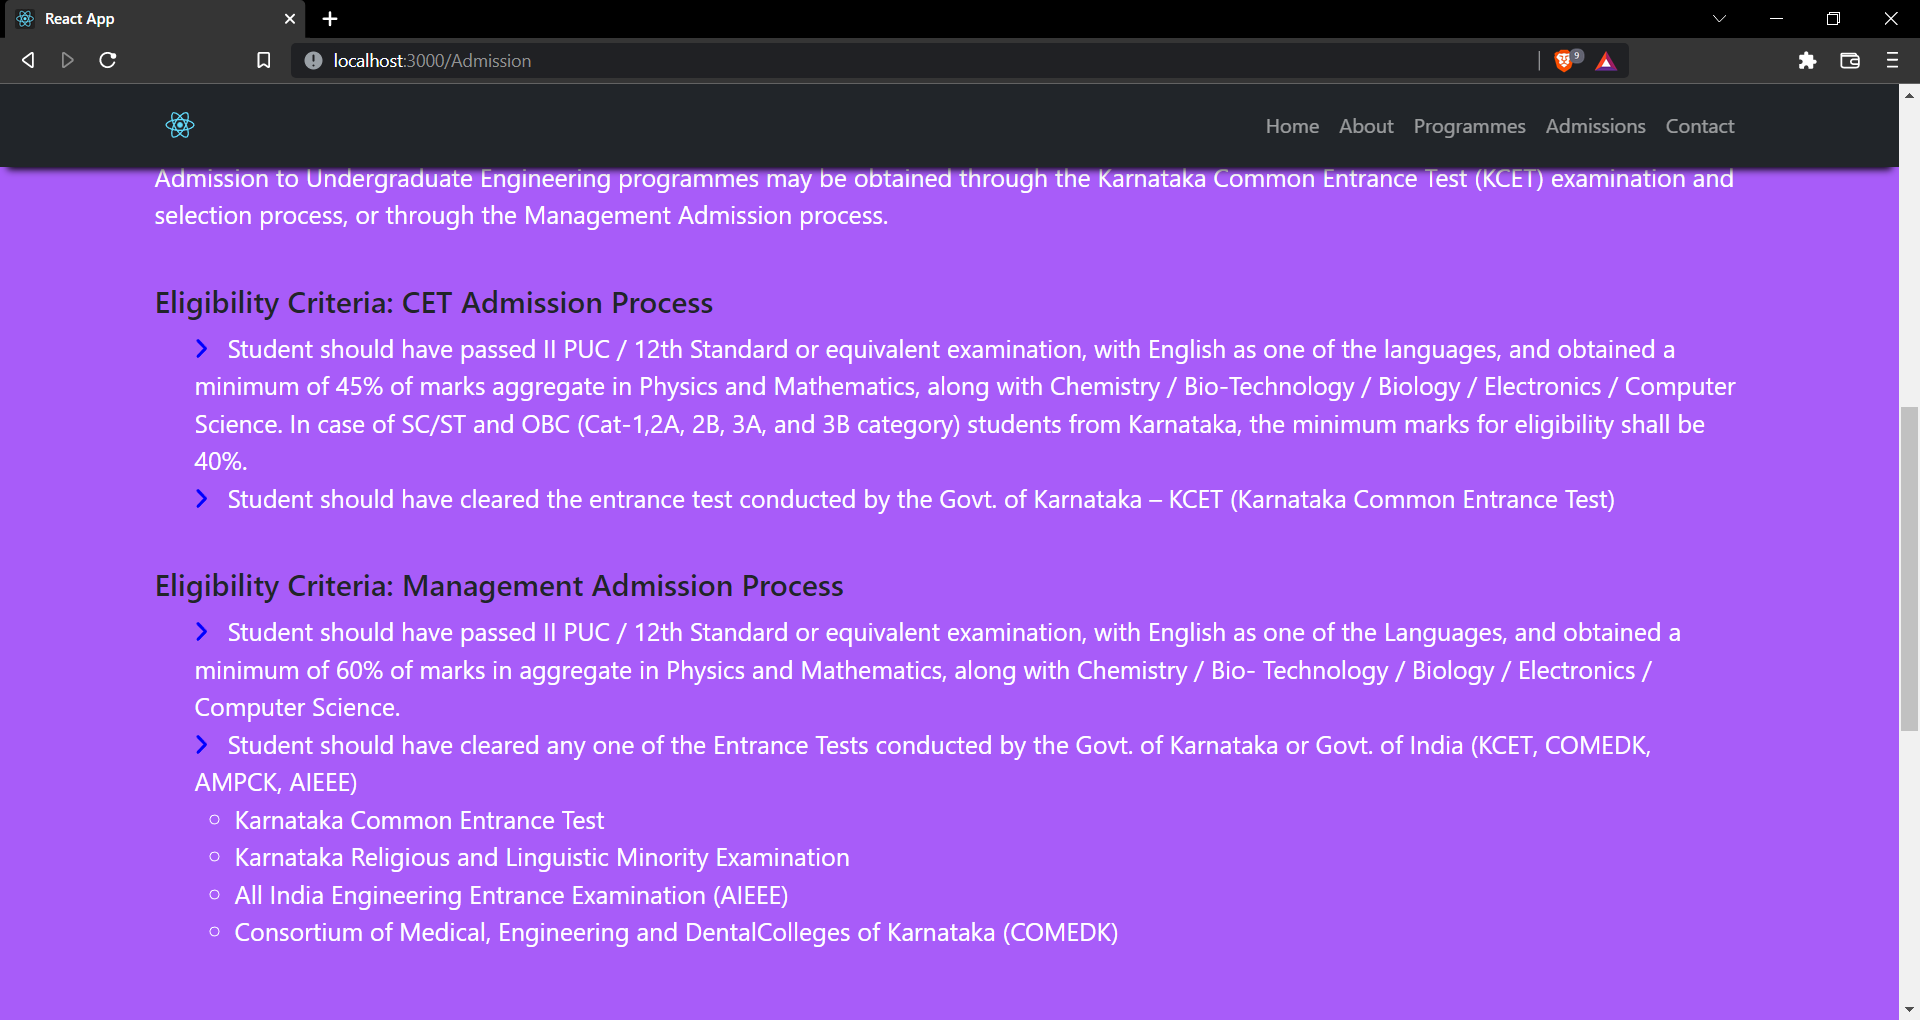 React App
localhost:3000/Admission
9
Home About Programmes Admissions Contact
Admission to Undergraduate Engineering programmes may be obtained through the Karnataka Common Entrance Test (KCET) examination and
selection process, or through the Management Admission process.
Eligibility Criteria: CET Admission Process
Student should have passed II PUC / 12th Standard or equivalent examination, with English as one of the languages, and obtained a
minimum of 45% of marks aggregate in Physics and Mathematics, along with Chemistry / Bio-Technology / Biology / Electronics / Computer
Science. In case of SC/ST and OBC (Cat-1,2A, 2B, 3A, and 3B category) students from Karnataka, the minimum marks for eligibility shall be
40%.
Student should have cleared the entrance test conducted by the Govt. of Karnataka – KCET (Karnataka Common Entrance Test)
Eligibility Criteria: Management Admission Process
Student should have passed II PUC / 12th Standard or equivalent examination, with English as one of the Languages, and obtained a
minimum of 60% of marks in aggregate in Physics and Mathematics, along with Chemistry / Bio- Technology / Biology / Electronics /
Computer Science.
Student should have cleared any one of the Entrance Tests conducted by the Govt. of Karnataka or Govt. of India (KCET, COMEDK,
AMPCK, AIEEE)
Karnataka Common Entrance Test
Karnataka Religious and Linguistic Minority Examination
All India Engineering Entrance Examination (AIEEE)
Consortium of Medical, Engineering and DentalColleges of Karnataka (COMEDK)